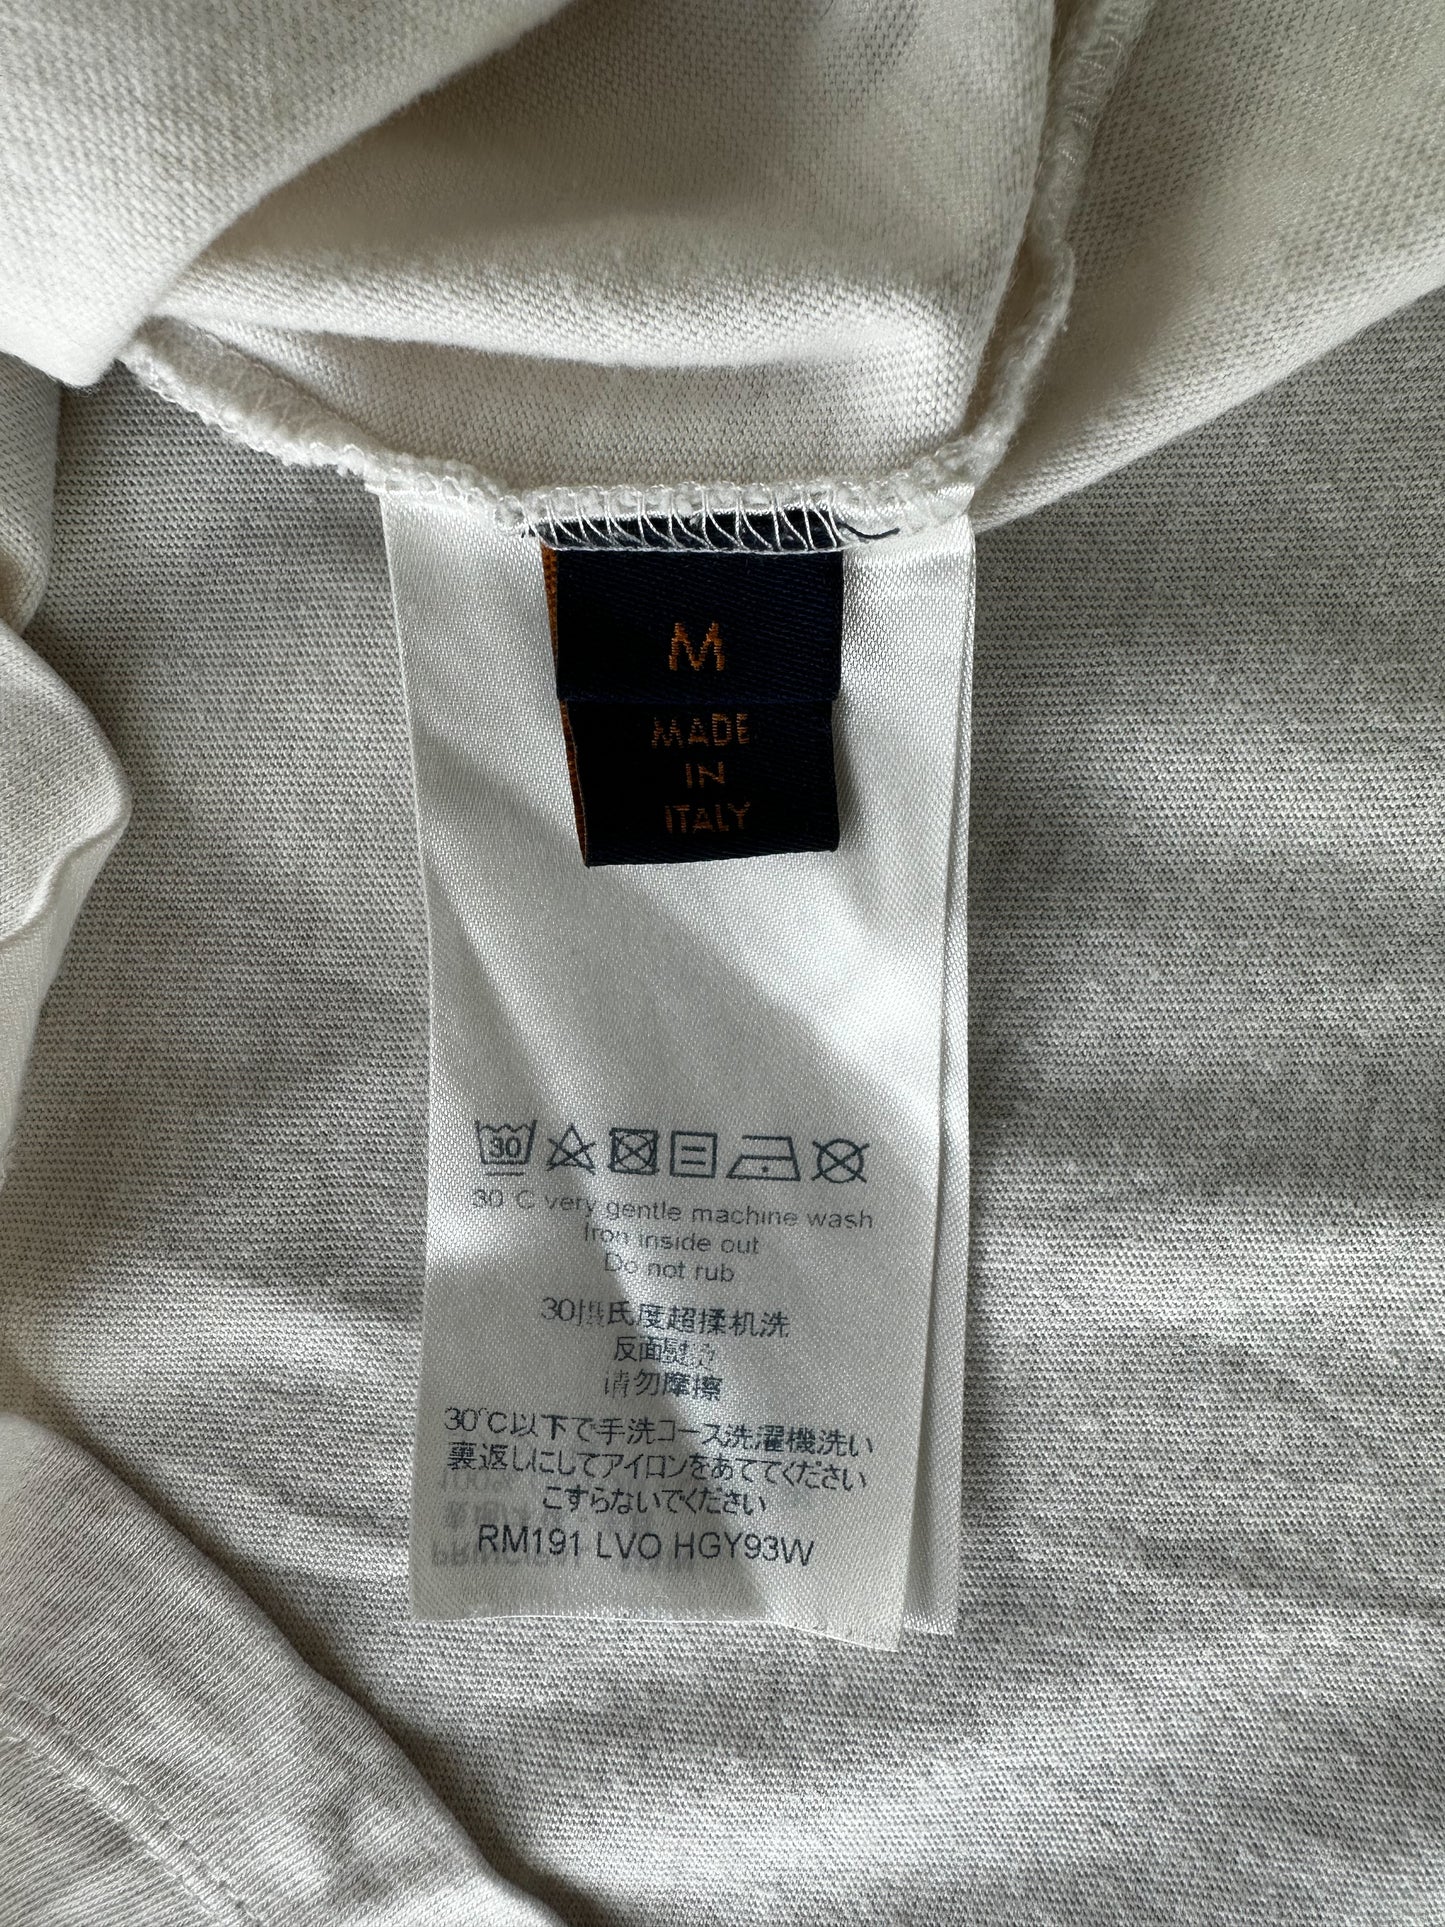 M
MADE
IN
ITALY
30
30°C very gentle machine wash
Iron inside out
Do not rub
30摄氏度超揉机洗
反面熨
请勿摩擦
30℃以下で手洗コース洗濯機洗い
裏返しにしてアイロンをあててください
こすらないでください
RM191 LVO HGY93W